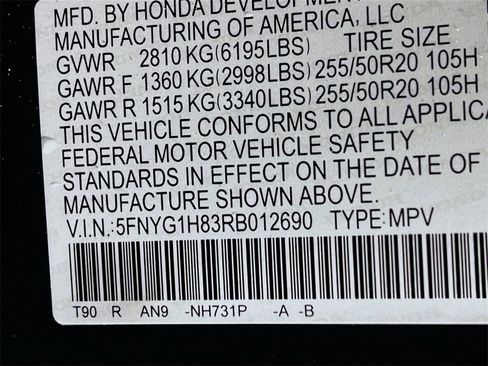 MFD. BY HONDA DEVELOPMENT
MANUFACTURING OF AMERICA, LLC
GVWR 2810 KG(6195LBS) TIRE SIZE
GAWR F 1360 KG(2998LBS) 255/50R20 105H
GAWR R 1515 KG(3340LBS) 255/50R20 105H
THIS VEHICLE CONFORMS TO ALL APPLICA
FEDERAL MOTOR VEHICLE SAFETY
STANDARDS IN EFFECT ON THE DATE OF
MANUFACTURE SHOWN ABOVE.
V.I.N.:5FNYG1H83RB012690 TYPE:MPV
T90 R AN9 -NH731P -A -B